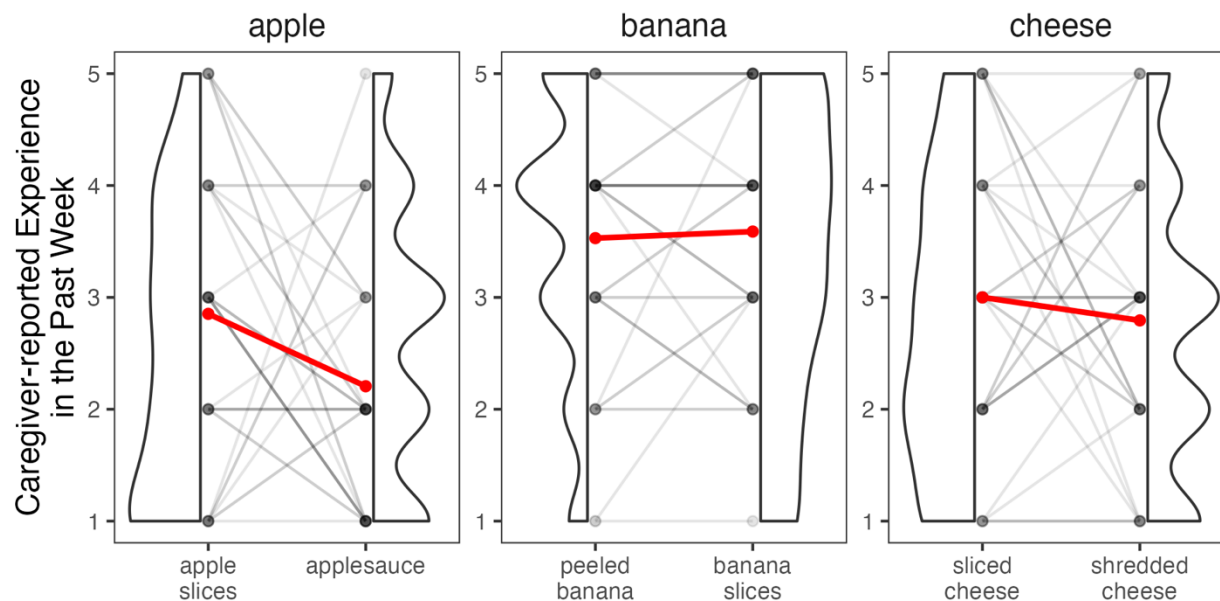 apple
banana
cheese
Caregiver-reported Experience
in the Past Week
5
4
3
2
1
5
4
3
2
1
5
4
3
2
1
apple
slices
applesauce
peeled
banana
banana
slices
sliced
cheese
shredded
cheese